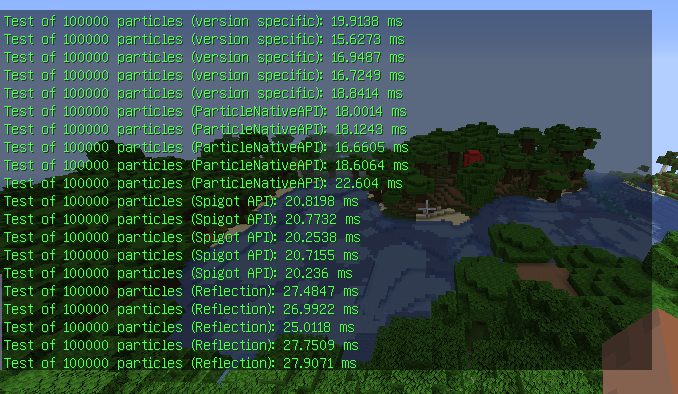 Test of 100000 particles (version specific): 19.9138 ms
Test of 100000 particles (version specific): 15.6273 ms
Test of 100000 particles (version specific): 16.9487 ms
Test of 100000 particles (version specific): 16.7249 ms
Test of 100000 particles (version specific): 18.8414 ms
Test of 100000 particles (ParticleNativeAPI): 18.0014 ms
Test of 100000 particles (ParticleNativeAPI): 18.1243 ms
Test of 100000 particles (ParticleNativeAPI): 16.6605 ms
Test of 100000 particles (ParticleNativeAPI): 18.6064 ms
Test of 100000 particles (ParticleNativeAPI): 22.604 ms
Test of 100000 particles (Spigot API): 20.8198 ms
Test of 100000 particles (Spigot API): 20.7732 ms
Test of 100000 particles (Spigot API): 20.2538 ms
Test of 100000 particles (Spigot API): 20.7155 ms
Test of 100000 particles (Spigot API): 20.236 ms
Test of 100000 particles (Reflection): 27.4847 ms
Test of 100000 particles (Reflection): 26.9922 ms
Test of 100000 particles (Reflection): 25.0118 ms
Test of 100000 particles (Reflection): 27.7509 ms
Test of 100000 particles (Reflection): 27.9071 ms